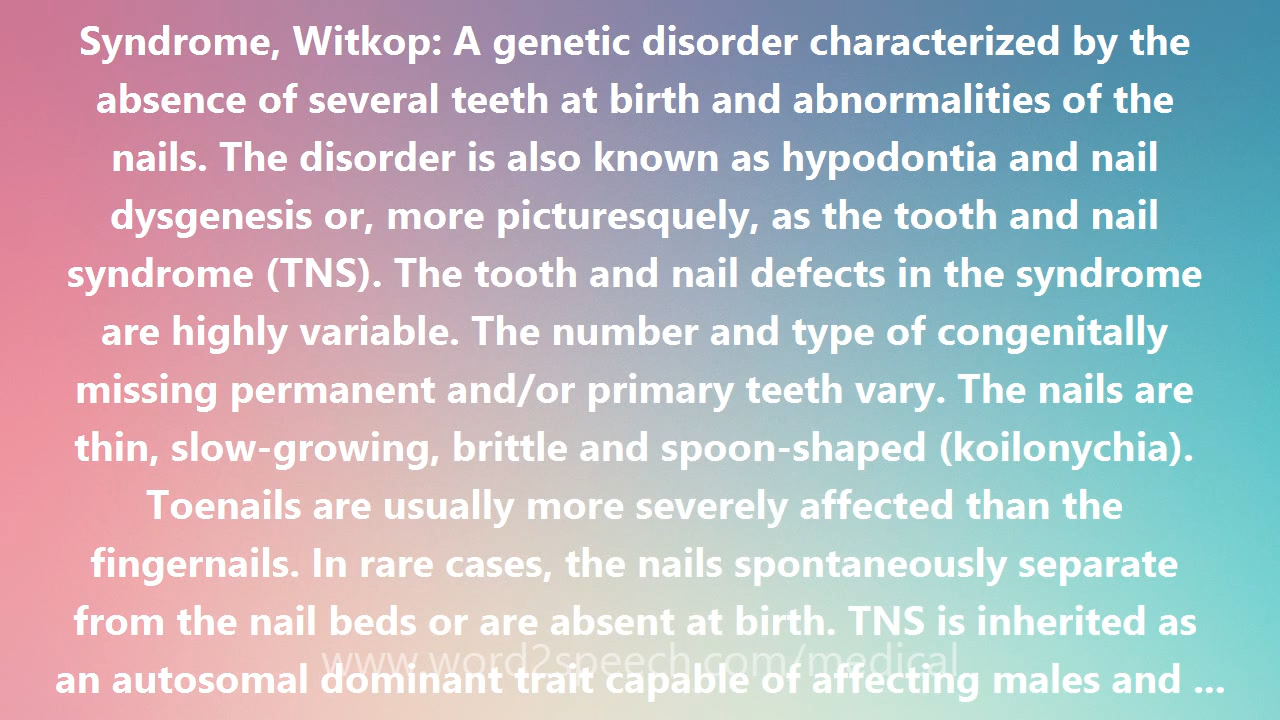 Syndrome, Witkop: A genetic disorder characterized by the
absence of several teeth at birth and abnormalities of the
nails. The disorder is also known as hypodontia and nail
dysgenesis or, more picturesquely, as the tooth and nail
syndrome (TNS). The tooth and nail defects in the syndrome
are highly variable. The number and type of congenitally
missing permanent and/or primary teeth vary. The nails are
thin, slow-growing, brittle and spoon-shaped (koilonychia).
Toenails are usually more severely affected than the
fingernails. In rare cases, the nails spontaneously separate
from the nail beds or are absent at birth. TNS is inherited as
www.word2speech.com/medical
an autosomal dominant trait capable of affecting males and ...